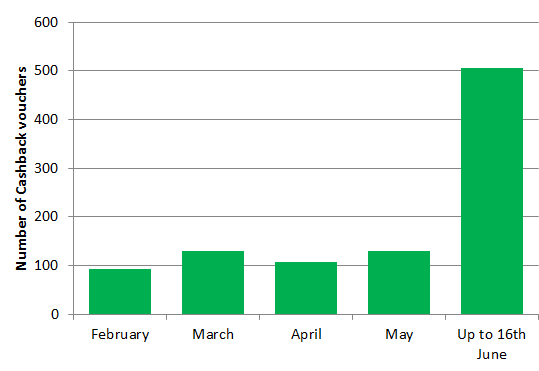 Number of Cashback vouchers
600
500
400
300
200
100
0
February
March
April
May
Up to 16th
June